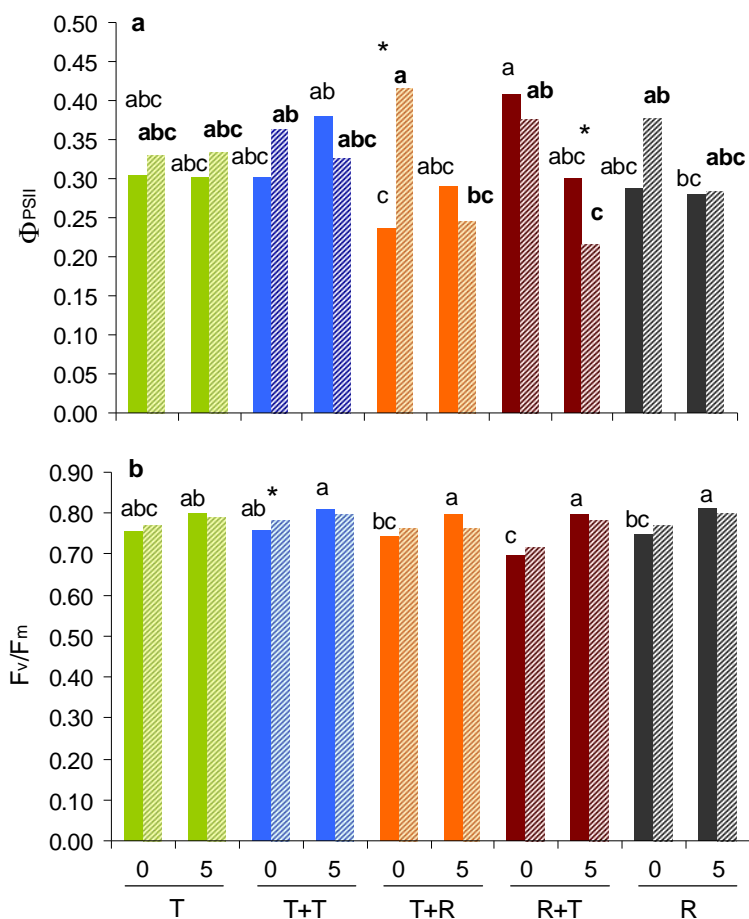 a
0.50
0.45
0.40
0.35
0.30
0.25
0.20
0.15
0.10
0.05
0.00
ΦPSII
abc
abc
abc
abc
abc
ab
ab
abc
*
a
c
abc
bc
a
ab
abc
*
c
abc
ab
bc
abc
b
0.90
0.80
0.70
0.60
0.50
0.40
0.30
0.20
0.10
0.00
Fv/Fm
abc
ab
ab
*
a
bc
a
c
a
bc
a
0 5 0 5 0 5 0 5 0 5
T T+T T+R R+T R